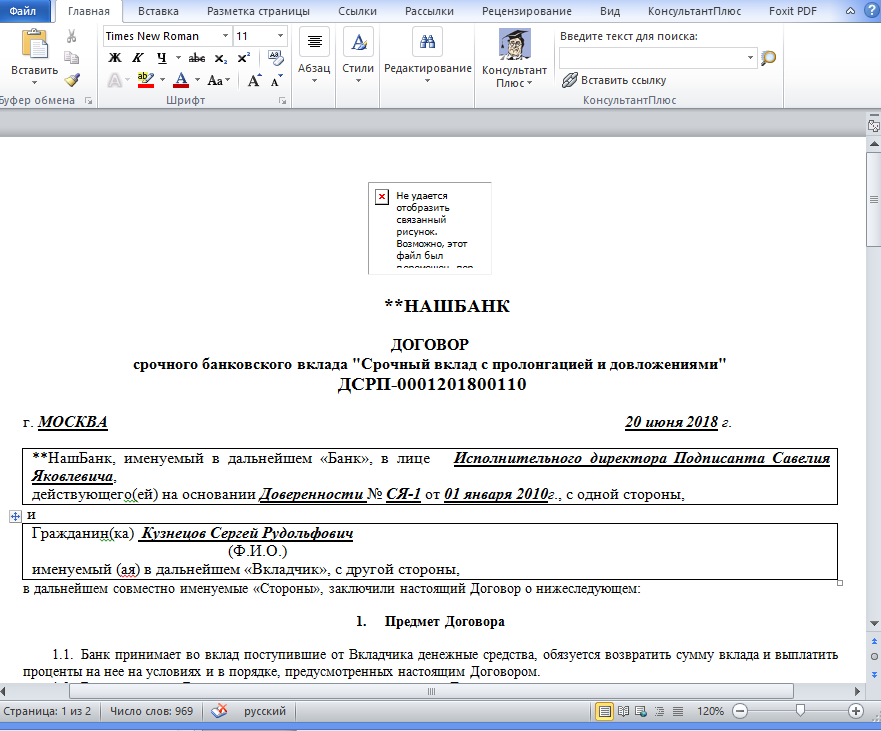 Файл Главная Вставка Разметка страницы Ссылки Рассылки Рецензирование Вид КонсультантПлюс Foxit PDF
Times New Roman 11
Введите текст для поиска:
Вставить
Ж К Ч abc x₂ x²
Абзац Стили Редактирование Консультант
Плюс
Вставить ссылку
ab А Аа А А
Буфер обмена Шрифт КонсультантПлюс
Не удается
отобразить
связанный
рисунок.
Возможно, этот
файл был
**НАШБАНК
ДОГОВОР
срочного банковского вклада "Срочный вклад с пролонгацией и довложениями"
ДСРП-0001201800110
г. МОСКВА 20 июня 2018 г.
**НашБанк, именуемый в дальнейшем «Банк», в лице Исполнительного директора Подписанта Савелия
Яковлевича,
действующего(ей) на основании Доверенности № СЯ-1 от 01 января 2010г., с одной стороны,
и
Гражданин(ка) Кузнецов Сергей Рудольфович
(Ф.И.О.)
именуемый (ая) в дальнейшем «Вкладчик», с другой стороны,
в дальнейшем совместно именуемые «Стороны», заключили настоящий Договор о нижеследующем:
1. Предмет Договора
1.1. Банк принимает во вклад поступившие от Вкладчика денежные средства, обязуется возвратить сумму вклада и выплатить
проценты на нее на условиях и в порядке, предусмотренных настоящим Договором.
Страница: 1 из 2 Число слов: 969 русский 120%